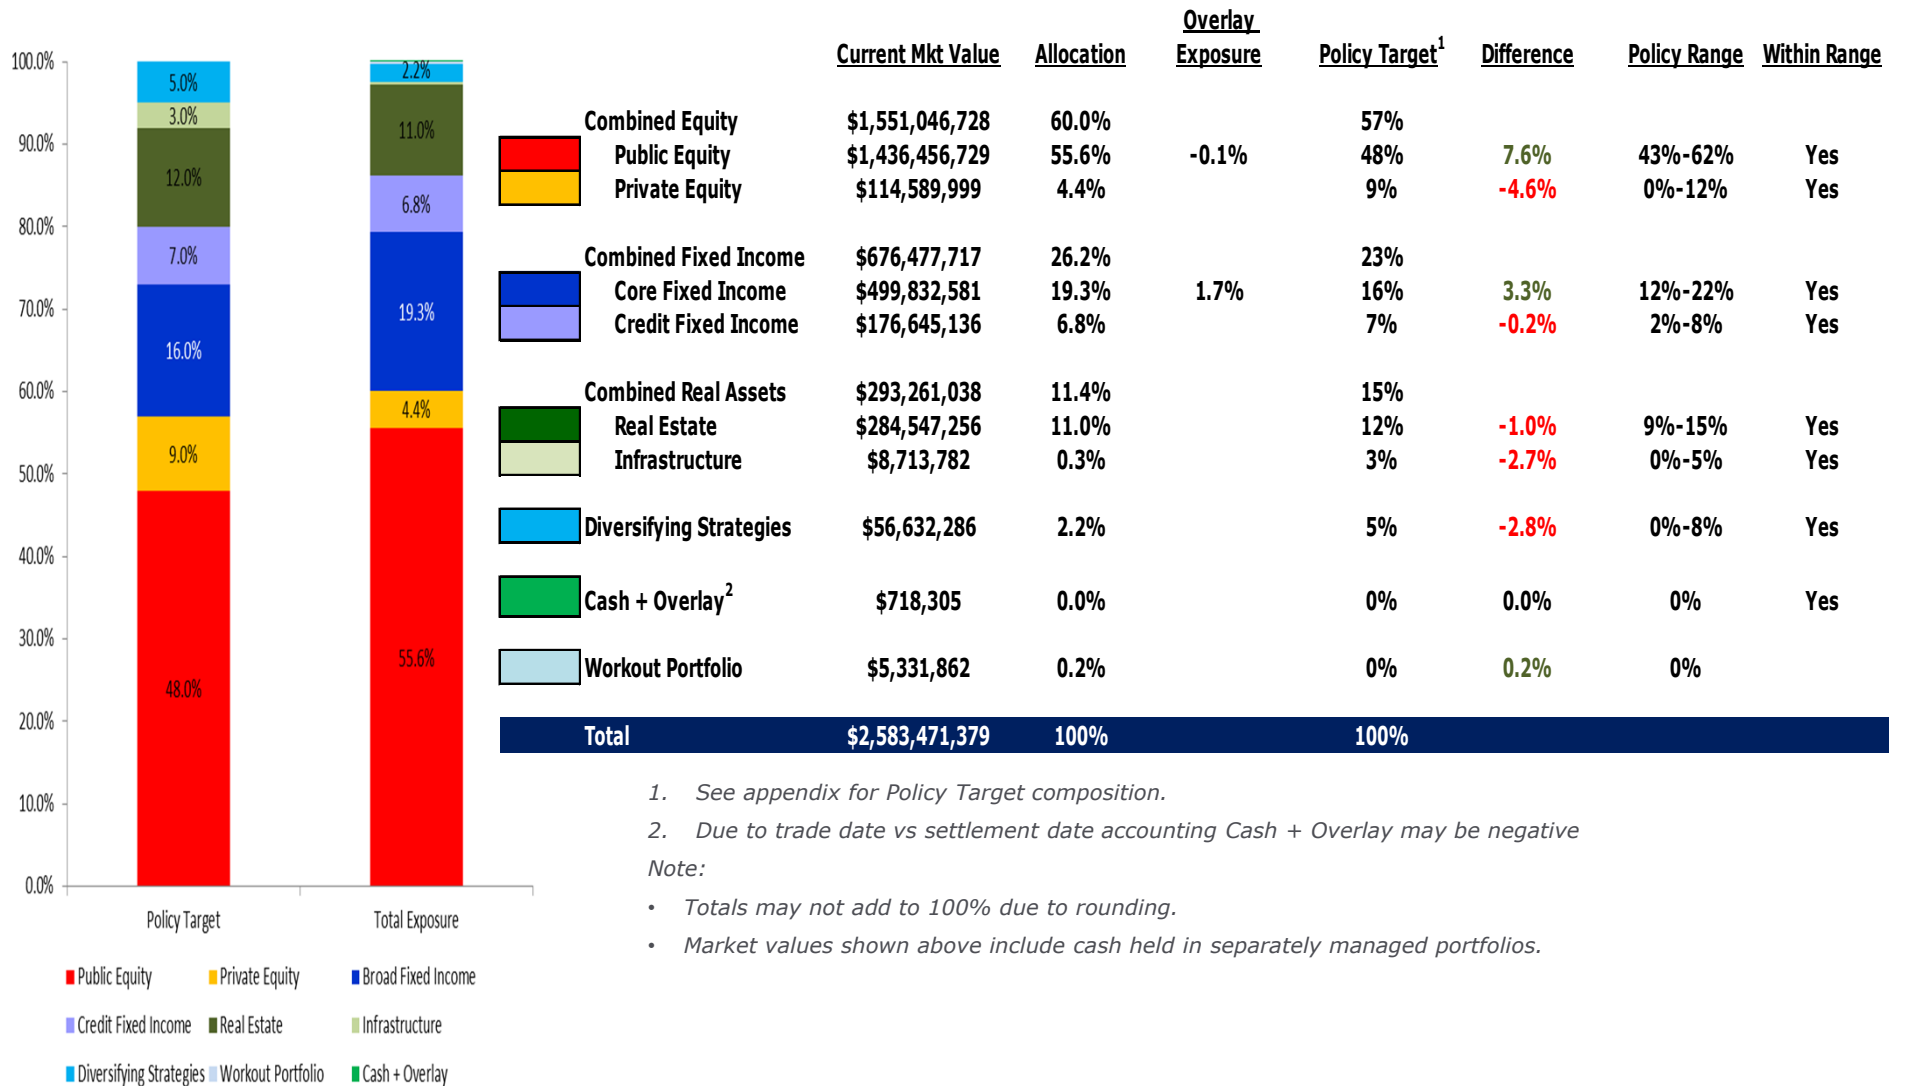 100.0%
90.0%
80.0%
70.0%
60.0%
50.0%
40.0%
30.0%
20.0%
10.0%
0.0%
5.0%
3.0%
12.0%
7.0%
16.0%
9.0%
48.0%
2.2%
11.0%
6.8%
19.3%
4.4%
55.6%
Policy Target Total Exposure
Public Equity Private Equity Broad Fixed Income
Credit Fixed Income Real Estate Infrastructure
Diversifying Strategies Workout Portfolio Cash + Overlay
Overlay
Current Mkt Value Allocation Exposure Policy Target1 Difference Policy Range Within Range
Combined Equity $1,551,046,728 60.0% 57%
Public Equity $1,436,456,729 55.6% -0.1% 48% 7.6% 43%-62% Yes
Private Equity $114,589,999 4.4% 9% -4.6% 0%-12% Yes
Combined Fixed Income $676,477,717 26.2% 23%
Core Fixed Income $499,832,581 19.3% 1.7% 16% 3.3% 12%-22% Yes
Credit Fixed Income $176,645,136 6.8% 7% -0.2% 2%-8% Yes
Combined Real Assets $293,261,038 11.4% 15%
Real Estate $284,547,256 11.0% 12% -1.0% 9%-15% Yes
Infrastructure $8,713,782 0.3% 3% -2.7% 0%-5% Yes
Diversifying Strategies $56,632,286 2.2% 5% -2.8% 0%-8% Yes
Cash + Overlay2 $718,305 0.0% 0% 0.0% 0% Yes
Workout Portfolio $5,331,862 0.2% 0% 0.2% 0%
Total $2,583,471,379 100% 100%
1. See appendix for Policy Target composition.
2. Due to trade date vs settlement date accounting Cash + Overlay may be negative
Note:
• Totals may not add to 100% due to rounding.
• Market values shown above include cash held in separately managed portfolios.